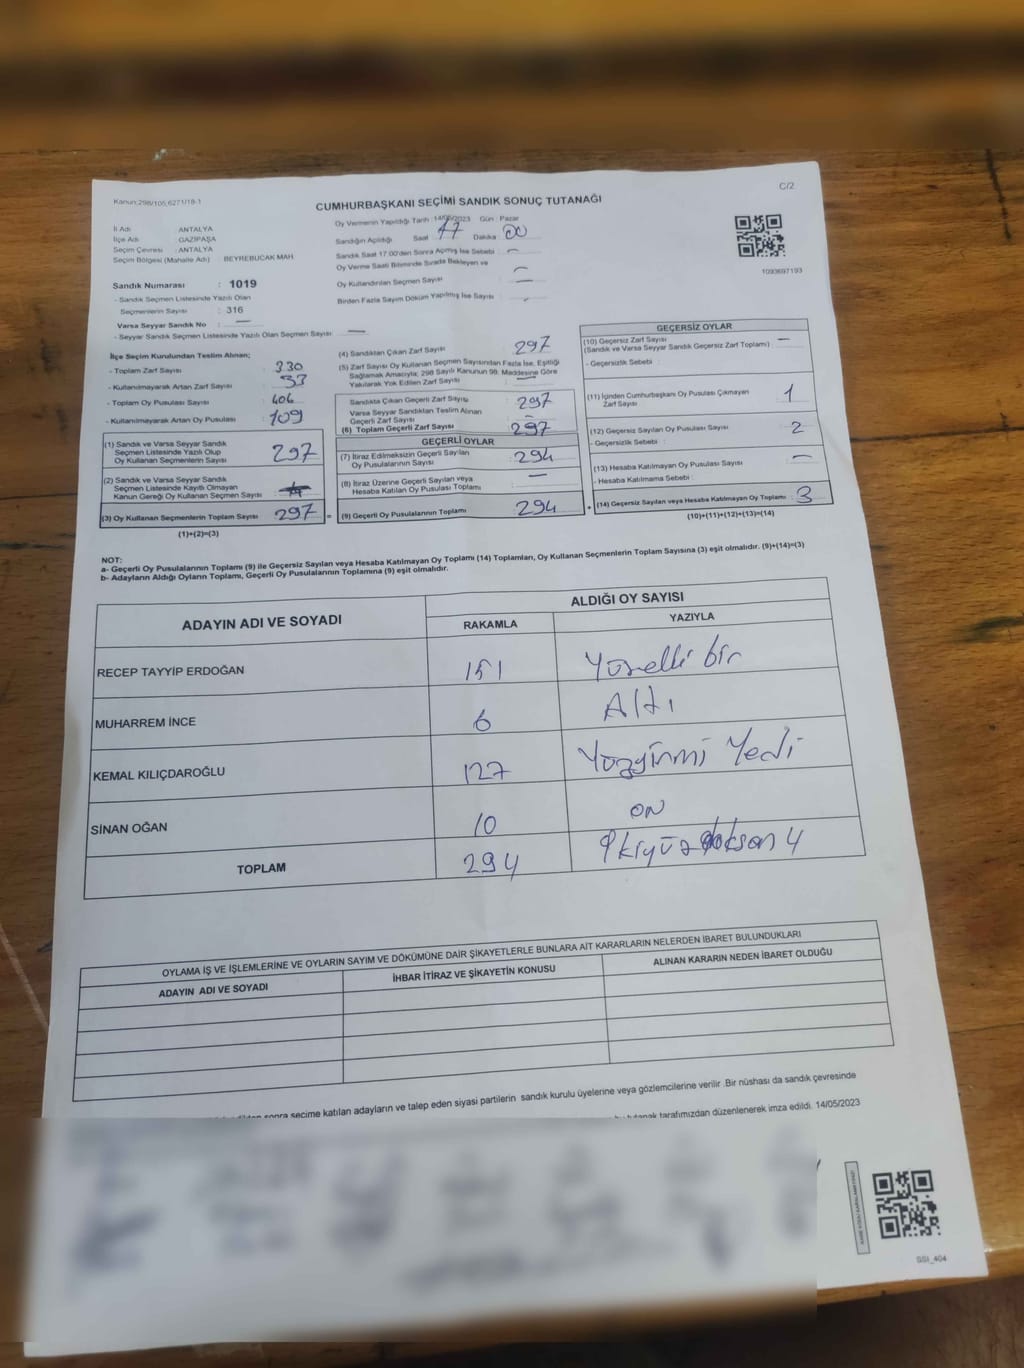 Kanun:298/105;6271/18-1
C/2
CUMHURBAŞKANI SEÇİMİ SANDIK SONUÇ TUTANAĞI
İl Adı : ANTALYA
İlçe Adı : GAZİPAŞA
Seçim Çevresi : ANTALYA
Seçim Bölgesi (Mahalle Adı) : BEYREBUCAK MAH.
Sandık Numarası : 1019
- Sandık Seçmen Listesinde Yazılı Olan
Seçmenlerin Sayısı : 316
Varsa Seyyar Sandık No : —
- Seyyar Sandık Seçmen Listesinde Yazılı Olan Seçmen Sayısı: —
Oy Vermenin Yapıldığı Tarih :14/05/2023 Gün : Pazar
Sandığın Açıldığı Saat 17 Dakika 00
Sandık Saat 17:00'den Sonra Açmış İse Sebebi : —
Oy Verme Saati Bitiminde Sırada Bekleyen ve
Oy Kullandırılan Seçmen Sayısı : —
Birden Fazla Sayım Döküm Yapılmış İse Sayısı : -
1093697193
İlçe Seçim Kurulundan Teslim Alınan;
- Toplam Zarf Sayısı : 330
- Kullanılmayarak Artan Zarf Sayısı : 33
- Toplam Oy Pusulası Sayısı : 406
- Kullanılmayarak Artan Oy Pusulası : 109
(1) Sandık ve Varsa Seyyar Sandık
Seçmen Listesinde Yazılı Olup
Oy Kullanan Seçmenlerin Sayısı : 297
(2) Sandık ve Varsa Seyyar Sandık
Seçmen Listesinde Kayıtlı Olmayan
Kanun Gereği Oy Kullanan Seçmen Sayısı :
(3) Oy Kullanan Seçmenlerin Toplam Sayısı : 297 =
(1)+(2)=(3)
(4) Sandıktan Çıkan Zarf Sayısı : 297
(5) Zarf Sayısı Oy Kullanan Seçmen Sayısından Fazla İse, Eşitliği
Sağlamak Amacıyla; 298 Sayılı Kanunun 98. Maddesine Göre
Yakılarak Yok Edilen Zarf Sayısı : —
Sandıkta Çıkan Geçerli Zarf Sayısı : 297
Varsa Seyyar Sandıktan Teslim Alınan
Geçerli Zarf Sayısı : —
(6) Toplam Geçerli Zarf Sayısı : 297
GEÇERLİ OYLAR
(7) İtiraz Edilmeksizin Geçerli Sayılan
Oy Pusulalarının Sayısı : 294
(8) İtiraz Üzerine Geçerli Sayılan veya
Hesaba Katılan Oy Pusulası Toplamı : —
(9) Geçerli Oy Pusulalarının Toplamı : 294 +
GEÇERSİZ OYLAR
(10) Geçersiz Zarf Sayısı
(Sandık ve Varsa Seyyar Sandık Geçersiz Zarf Toplamı) : —
- Geçersizlik Sebebi :
(11) İçinden Cumhurbaşkanı Oy Pusulası Çıkmayan
Zarf Sayısı : 1
(12) Geçersiz Sayılan Oy Pusulası Sayısı : 2
- Geçersizlik Sebebi :
(13) Hesaba Katılmayan Oy Pusulası Sayısı : —
- Hesaba Katılmama Sebebi :
(14) Geçersiz Sayılan veya Hesaba Katılmayan Oy Toplamı : 3
(10)+(11)+(12)+(13)=(14)
NOT:
a- Geçerli Oy Pusulalarının Toplamı (9) ile Geçersiz Sayılan veya Hesaba Katılmayan Oy Toplamı (14) Toplamları, Oy Kullanan Seçmenlerin Toplam Sayısına (3) eşit olmalıdır. (9)+(14)=(3)
b- Adayların Aldığı Oyların Toplamı, Geçerli Oy Pusulalarının Toplamına (9) eşit olmalıdır.
ADAYIN ADI VE SOYADI
ALDIĞI OY SAYISI
RAKAMLA YAZIYLA
RECEP TAYYİP ERDOĞAN 151 Yüzelli bir
MUHARREM İNCE 6 Altı
KEMAL KILIÇDAROĞLU 127 Yüzyirmi Yedi
SİNAN OĞAN 10 ON
TOPLAM 294 İkiyüz doksan 4
OYLAMA İŞ VE İŞLEMLERİNE VE OYLARIN SAYIM VE DÖKÜMÜNE DAİR ŞİKAYETLERLE BUNLARA AİT KARARLARIN NELERDEN İBARET BULUNDUKLARI
ADAYIN ADI VE SOYADI İHBAR İTİRAZ VE ŞİKAYETİN KONUSU ALINAN KARARIN NEDEN İBARET OLDUĞU
sonra seçime katılan adayların ve talep eden siyasi partilerin sandık kurulu üyelerine veya gözlemcilerine verilir .Bir nüshası da sandık çevresinde
bu tutanak tarafımızdan düzenlenerek imza edildi. 14/05/2023
GSI_404